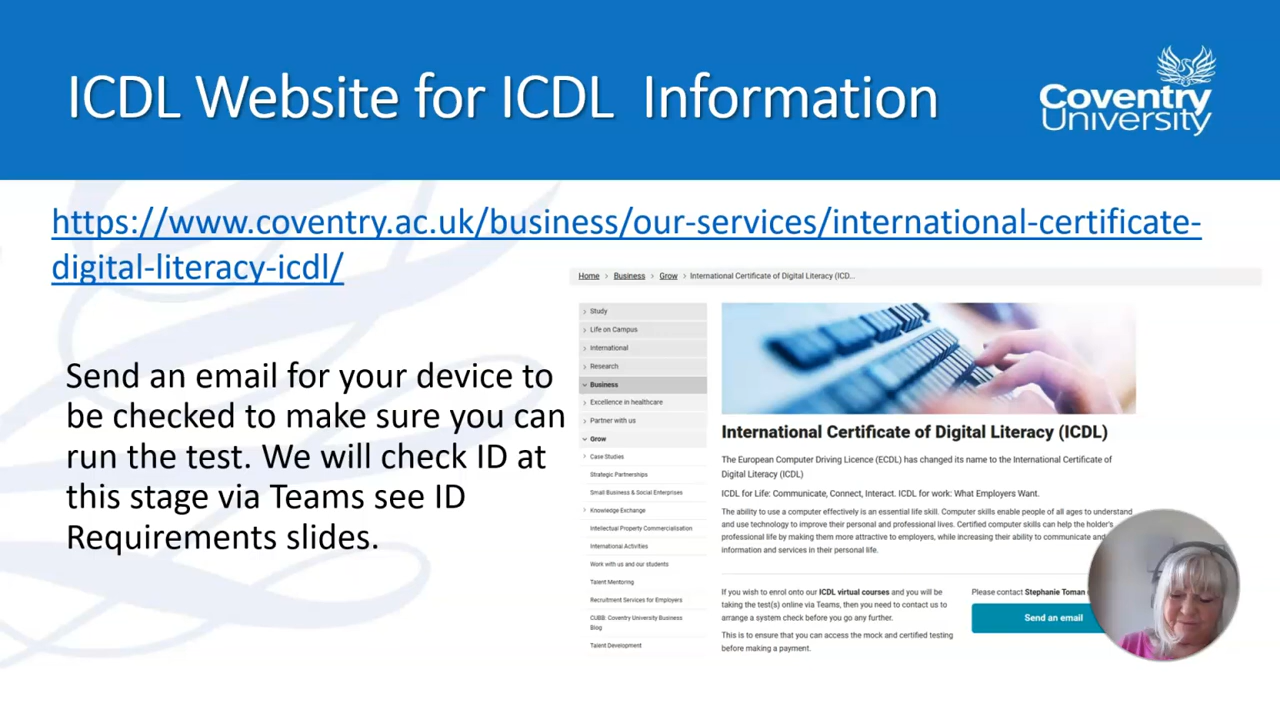 ICDL Website for ICDL Information
Coventry
University
https://www.coventry.ac.uk/business/our-services/international-certificate-
digital-literacy-icdl/
Send an email for your device to
be checked to make sure you can
run the test. We will check ID at
this stage via Teams see ID
Requirements slides.
Home > Business > Grow > International Certificate of Digital Literacy (ICD...
Study
Life on Campus
International
Research
Business
Excellence in healthcare
Partner with us
Grow
Case Studies
Strategic Partnerships
Small Business & Social Enterprises
Knowledge Exchange
Intellectual Property Commercialisation
International Activities
Work with us and our students
Talent Mentoring
Recruitment Services for Employers
CUBB: Coventry University Business
Blog
Talent Development
International Certificate of Digital Literacy (ICDL)
The European Computer Driving Licence (ECDL) has changed its name to the International Certificate of
Digital Literacy (ICDL)
ICDL for Life: Communicate, Connect, Interact. ICDL for work: What Employers Want.
The ability to use a computer effectively is an essential life skill. Computer skills enable people of all ages to understand
and use technology to improve their personal and professional lives. Certified computer skills can help the holder's
professional life by making them more attractive to employers, while increasing their ability to communicate and
information and services in their personal life.
If you wish to enrol onto our ICDL virtual courses and you will be
taking the test(s) online via Teams, then you need to contact us to
arrange a system check before you go any further.
This is to ensure that you can access the mock and certified testing
before making a payment.
Please contact Stephanie Toman
Send an email